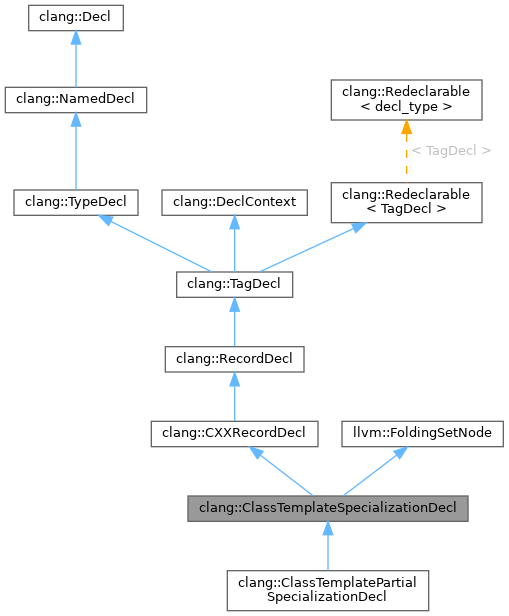 clang::Decl
clang::NamedDecl
clang::Redeclarable
< decl_type >
< TagDecl >
clang::TypeDecl
clang::DeclContext
clang::Redeclarable
< TagDecl >
clang::TagDecl
clang::RecordDecl
clang::CXXRecordDecl
llvm::FoldingSetNode
clang::ClassTemplateSpecializationDecl
clang::ClassTemplatePartial
SpecializationDecl